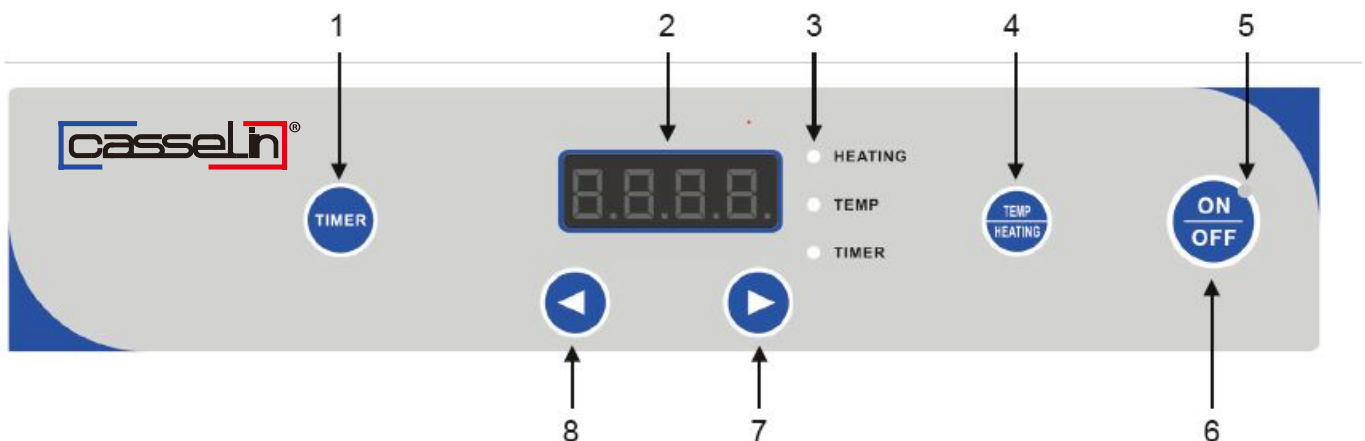 1 2 3 4 5
casselin®
HEATING
TIMER
8.8.8.8.
TEMP
TEMP
HEATING
ON
OFF
TIMER
8 7 6